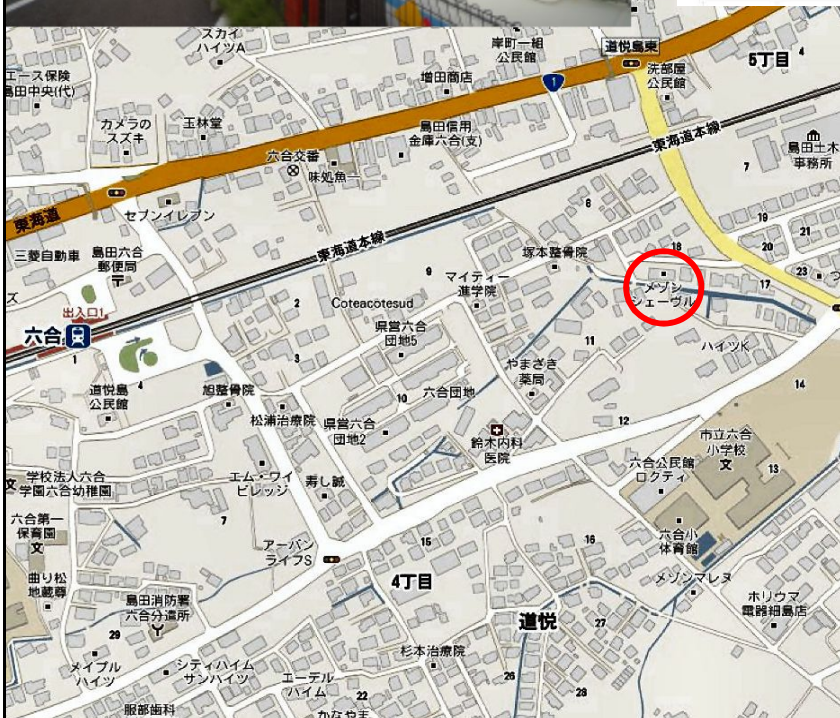 スカイ
ハイツA
岸町一組
公民館
道悦島東
5丁目
4
エース保険
島田中央(代)
増田商店
1
洗部屋
公民館
カメラの
スズキ
玉林堂
島田信用
金庫六合(支)
東海道本線
島田土木
事務所
7
六合交番
味処魚一
東海道
セブンイレブン
8
19
21
三菱自動車
島田六合
郵便局
東海道本線
塚本整骨院
18
20
9
マイティー
進学院
メゾン
シェーヴル
17
23
つ
ズ
出入口1
六合
2
Coteacotesud
県営六合
団地5
11
ハイツK
1
3
やまざき
薬局
14
道悦島
公民館
4
旭整骨院
10
六合団地
松浦治療院
県営六合
団地2
12
鈴木内科
医院
市立六合
小学校
文
13
六合公民館
ロクティ
学校法人六合
学園六合幼稚園
文
エム・ワイ
ビレッジ
寿し誠
六合第一
保育園
文
7
アーバン
ライフS
15
16
六合小
体育館
曲り松
地蔵尊
4丁目
メゾンマレヌ
島田消防署
六合分遣所
道悦
27
ホリウマ
電器細島店
29
メイプル
ハイツ
シティハイム
サンハイツ
杉本治療院
エーデル
ハイム
26
22
28
服部歯科
かなやま